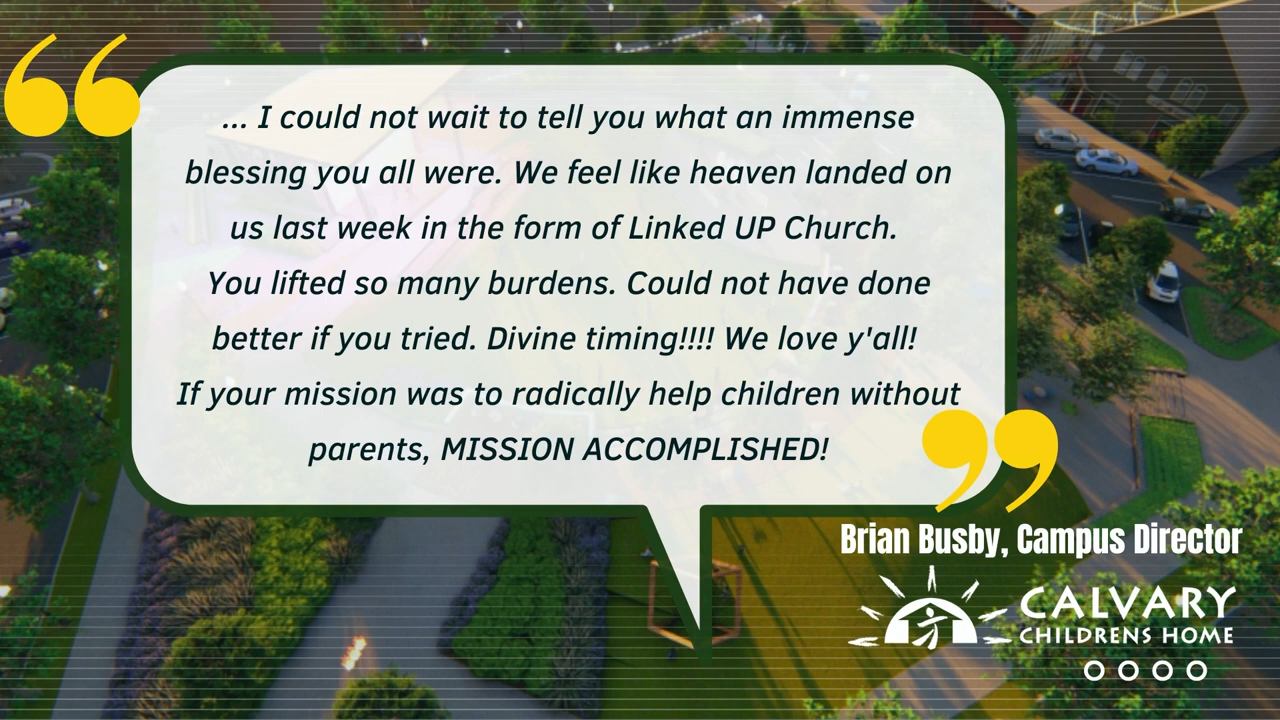 ... I could not wait to tell you what an immense
blessing you all were. We feel like heaven landed on
us last week in the form of Linked UP Church.
You lifted so many burdens. Could not have done
better if you tried. Divine timing!!!! We love y'all!
If your mission was to radically help children without
parents, MISSION ACCOMPLISHED!
Brian Busby, Campus Director
CALVARY
CHILDRENS HOME